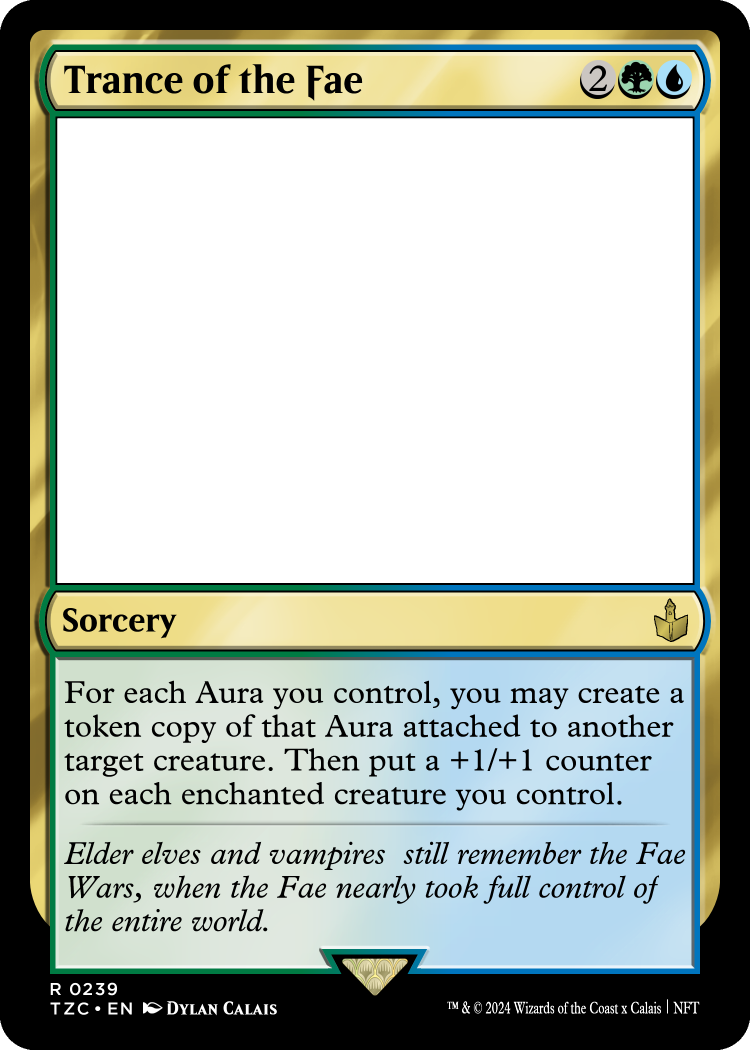 Trance of the Fae 2
Sorcery
For each Aura you control, you may create a
token copy of that Aura attached to another
target creature. Then put a +1/+1 counter
on each enchanted creature you control.
Elder elves and vampires  still remember the Fae
Wars, when the Fae nearly took full control of
the entire world.
R 0239
TZC • EN Dylan Calais
™ & © 2024 Wizards of the Coast x Calais | NFT